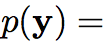 p(𝐲) =